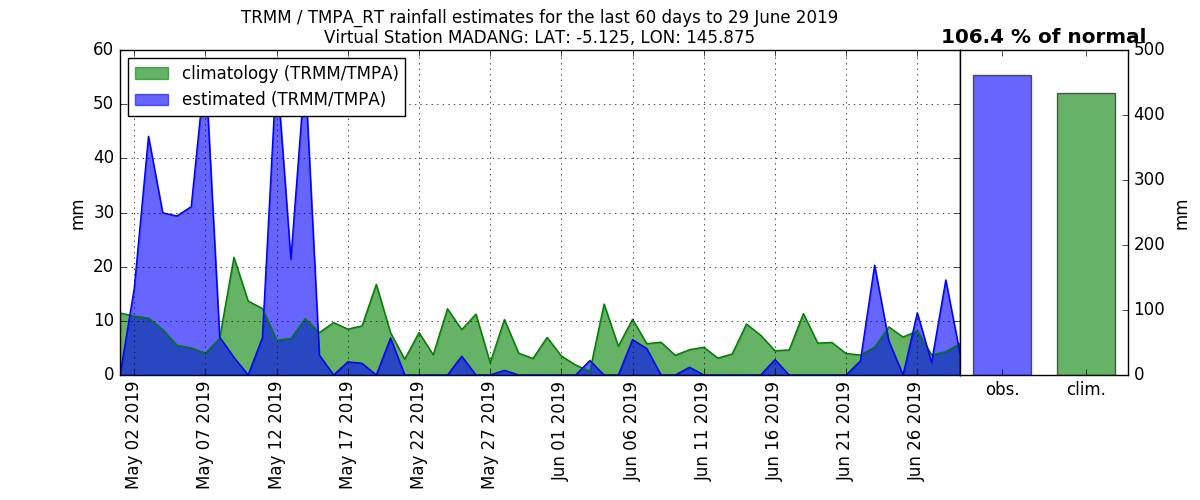 TRMM / TMPA_RT rainfall estimates for the last 60 days to 29 June 2019
Virtual Station MADANG: LAT: -5.125, LON: 145.875
106.4 % of normal
climatology (TRMM/TMPA)
estimated (TRMM/TMPA)
mm
60
50
40
30
20
10
0
May 02 2019
May 07 2019
May 12 2019
May 17 2019
May 22 2019
May 27 2019
Jun 01 2019
Jun 06 2019
Jun 11 2019
Jun 16 2019
Jun 21 2019
Jun 26 2019
obs.
clim.
500
400
300
200
100
0
mm